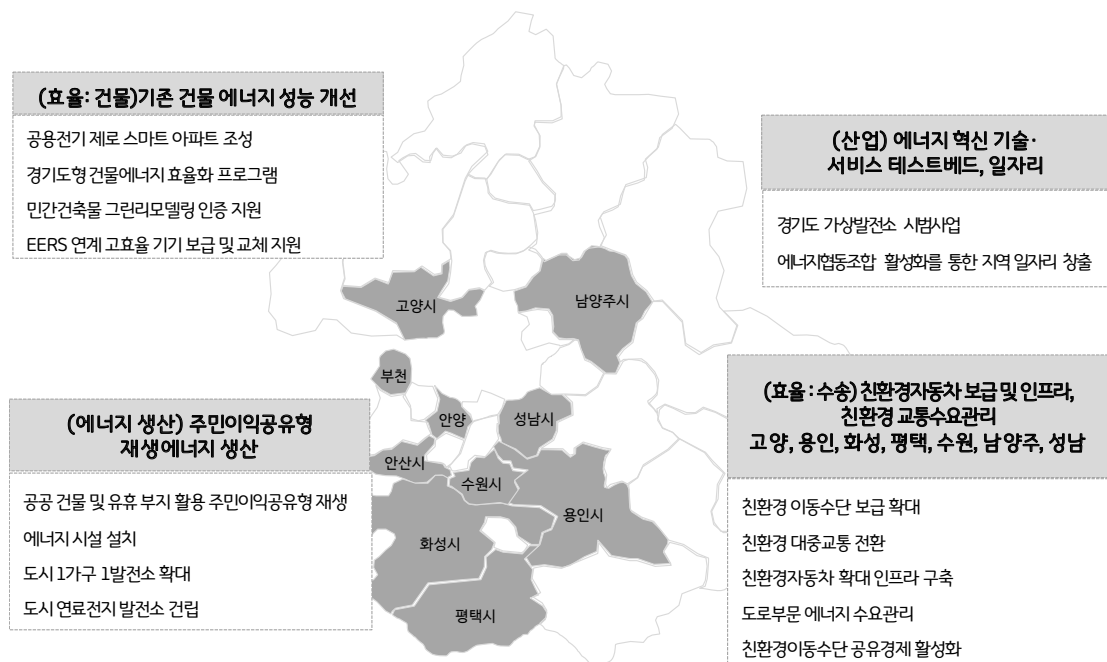 (효율: 건물)기존 건물 에너지 성능 개선
공용전기 제로 스마트 아파트 조성
경기도형 건물에너지 효율화 프로그램
민간건축물 그린리모델링 인증 지원
EERS 연계 고효율 기기 보급 및 교체 지원
(산업) 에너지 혁신 기술·
서비스 테스트베드, 일자리
경기도 가상발전소 시범사업
에너지협동조합 활성화를 통한 지역 일자리 창출
고양시
남양주시
부천
안양
성남시
안산시
수원시
용인시
화성시
평택시
(에너지 생산) 주민이익공유형
재생에너지 생산
공공 건물 및 유휴 부지 활용 주민이익공유형 재생
에너지 시설 설치
도시 1가구 1발전소 확대
도시 연료전지 발전소 건립
(효율 : 수송) 친환경자동차 보급 및 인프라,
친환경 교통수요관리
고양, 용인, 화성, 평택, 수원, 남양주, 성남
친환경 이동수단 보급 확대
친환경 대중교통 전환
친환경자동차 확대 인프라 구축
도로부문 에너지 수요관리
친환경이동수단 공유경제 활성화